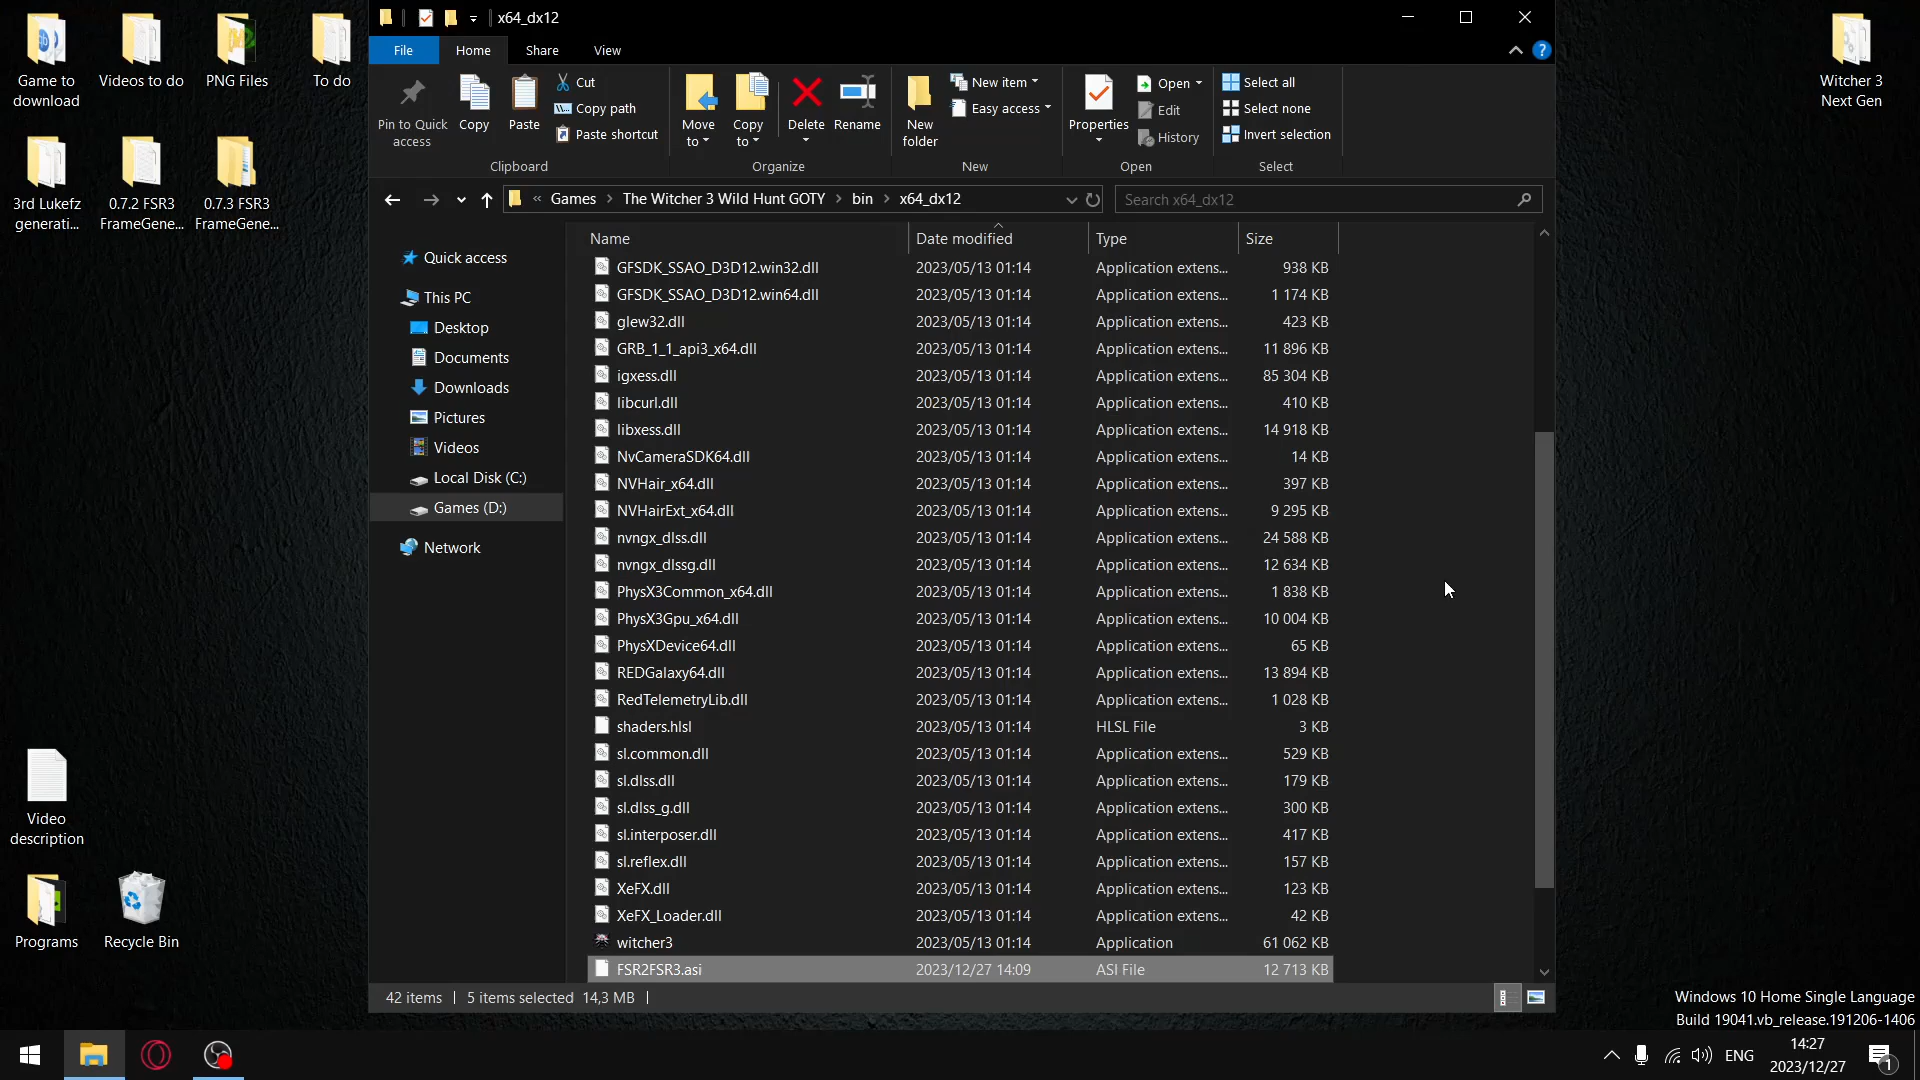 Game to
download
Videos to do
PNG Files
To do
3rd Lukefz
generati...
0.7.2 FSR3
FrameGene...
0.7.3 FSR3
FrameGene...
Video
description
Programs
Recycle Bin
x64_dx12
File
Home
Share
View
Pin to Quick
access
Copy
Paste
Cut
Copy path
Paste shortcut
Clipboard
Move
to
Copy
to
Delete
Rename
Organize
New
folder
New item
Easy access
New
Properties
Open
Edit
History
Open
Select all
Select none
Invert selection
Select
« Games > The Witcher 3 Wild Hunt GOTY > bin > x64_dx12
Search x64_dx12
Quick access
This PC
Desktop
Documents
Downloads
Pictures
Videos
Local Disk (C:)
Games (D:)
Network
Name Date modified Type Size
GFSDK_SSAO_D3D12.win32.dll 2023/05/13 01:14 Application extens... 938 KB
GFSDK_SSAO_D3D12.win64.dll 2023/05/13 01:14 Application extens... 1 174 KB
glew32.dll 2023/05/13 01:14 Application extens... 423 KB
GRB_1_1_api3_x64.dll 2023/05/13 01:14 Application extens... 11 896 KB
igxess.dll 2023/05/13 01:14 Application extens... 85 304 KB
libcurl.dll 2023/05/13 01:14 Application extens... 410 KB
libxess.dll 2023/05/13 01:14 Application extens... 14 918 KB
NvCameraSDK64.dll 2023/05/13 01:14 Application extens... 14 KB
NVHair_x64.dll 2023/05/13 01:14 Application extens... 397 KB
NVHairExt_x64.dll 2023/05/13 01:14 Application extens... 9 295 KB
nvngx_dlss.dll 2023/05/13 01:14 Application extens... 24 588 KB
nvngx_dlssg.dll 2023/05/13 01:14 Application extens... 12 634 KB
PhysX3Common_x64.dll 2023/05/13 01:14 Application extens... 1 838 KB
PhysX3Gpu_x64.dll 2023/05/13 01:14 Application extens... 10 004 KB
PhysXDevice64.dll 2023/05/13 01:14 Application extens... 65 KB
REDGalaxy64.dll 2023/05/13 01:14 Application extens... 13 894 KB
RedTelemetryLib.dll 2023/05/13 01:14 Application extens... 1 028 KB
shaders.hlsl 2023/05/13 01:14 HLSL File 3 KB
sl.common.dll 2023/05/13 01:14 Application extens... 529 KB
sl.dlss.dll 2023/05/13 01:14 Application extens... 179 KB
sl.dlss_g.dll 2023/05/13 01:14 Application extens... 300 KB
sl.interposer.dll 2023/05/13 01:14 Application extens... 417 KB
sl.reflex.dll 2023/05/13 01:14 Application extens... 157 KB
XeFX.dll 2023/05/13 01:14 Application extens... 123 KB
XeFX_Loader.dll 2023/05/13 01:14 Application extens... 42 KB
witcher3 2023/05/13 01:14 Application 61 062 KB
FSR2FSR3.asi 2023/12/27 14:09 ASI File 12 713 KB
42 items 5 items selected 14,3 MB
Witcher 3
Next Gen
Windows 10 Home Single Language
Build 19041.vb_release.191206-1406
ENG
14:27
2023/12/27
1